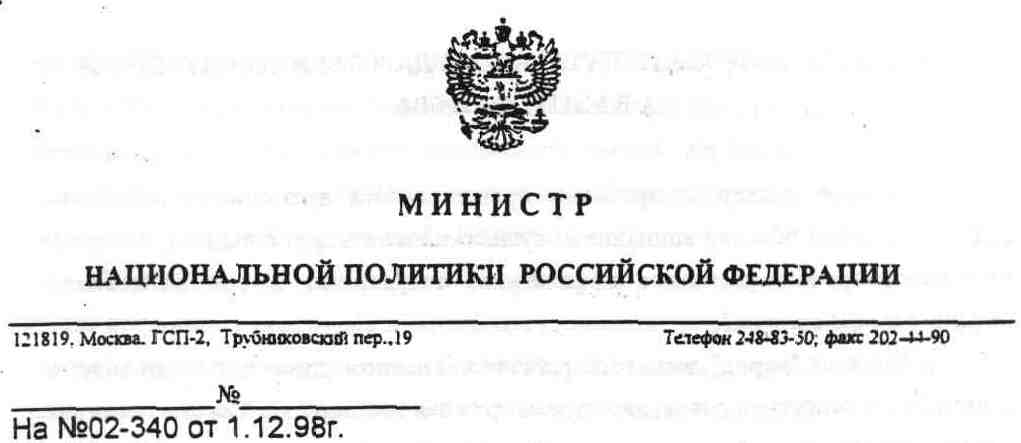 МИНИСТР
НАЦИОНАЛЬНОЙ ПОЛИТИКИ РОССИЙСКОЙ ФЕДЕРАЦИИ
121819, Москва. ГСП-2, Трубниковский пер.,19 Телефон 248-83-50; факс 202-44-90
№
На №02-340 от 1.12.98г.